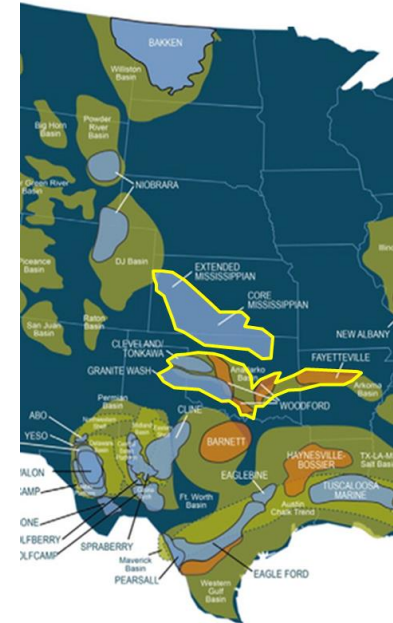 BAKKEN
Williston
Basin
Big Horn
Basin
Powder
River
Basin
Green River
NIOBRARA
Piceance
Basin
DJ Basin
EXTENDED
MISSISSIPPIAN
CORE
MISSISSIPPIAN
San Juan
Basin
Raton
Basin
NEW ALBANY
CLEVELAND/
TONKAWA
Anadarko
Basin
FAYETTEVILLE
GRANITE WASH
Arkoma
Basin
WOODFORD
Permian
Basin
ABO
YESO
CLINE
BARNETT
HAYNESVILLE-
BOSSIER
TX-LA-M
Salt Basin
TUSCALOOSA
MARINE
EAGLEBINE
Ft. Worth
Basin
Austin
Chalk Trend
SPRABERRY
Maverick
Basin
PEARSALL
EAGLE FORD
Western
Gulf
Basin